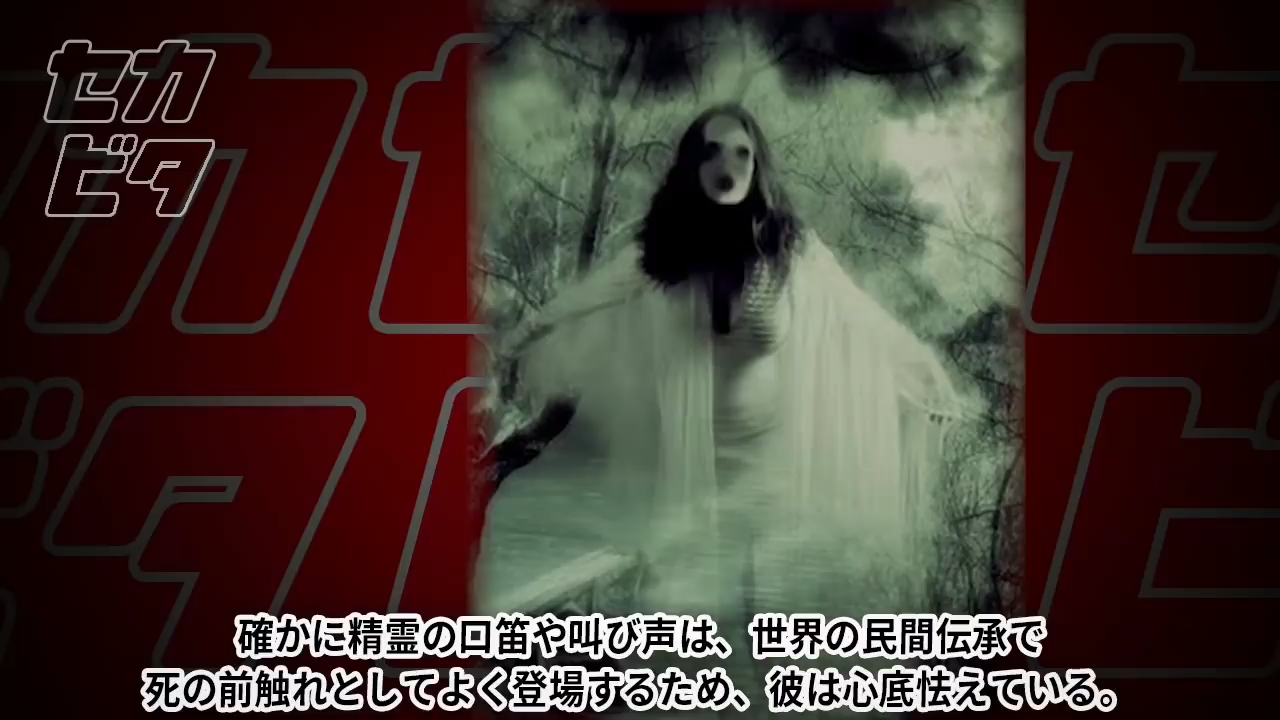 セカ
ビタ
確かに精霊の口笛や叫び声は、世界の民間伝承で
死の前触れとしてよく登場するため、彼は心底怯えている。